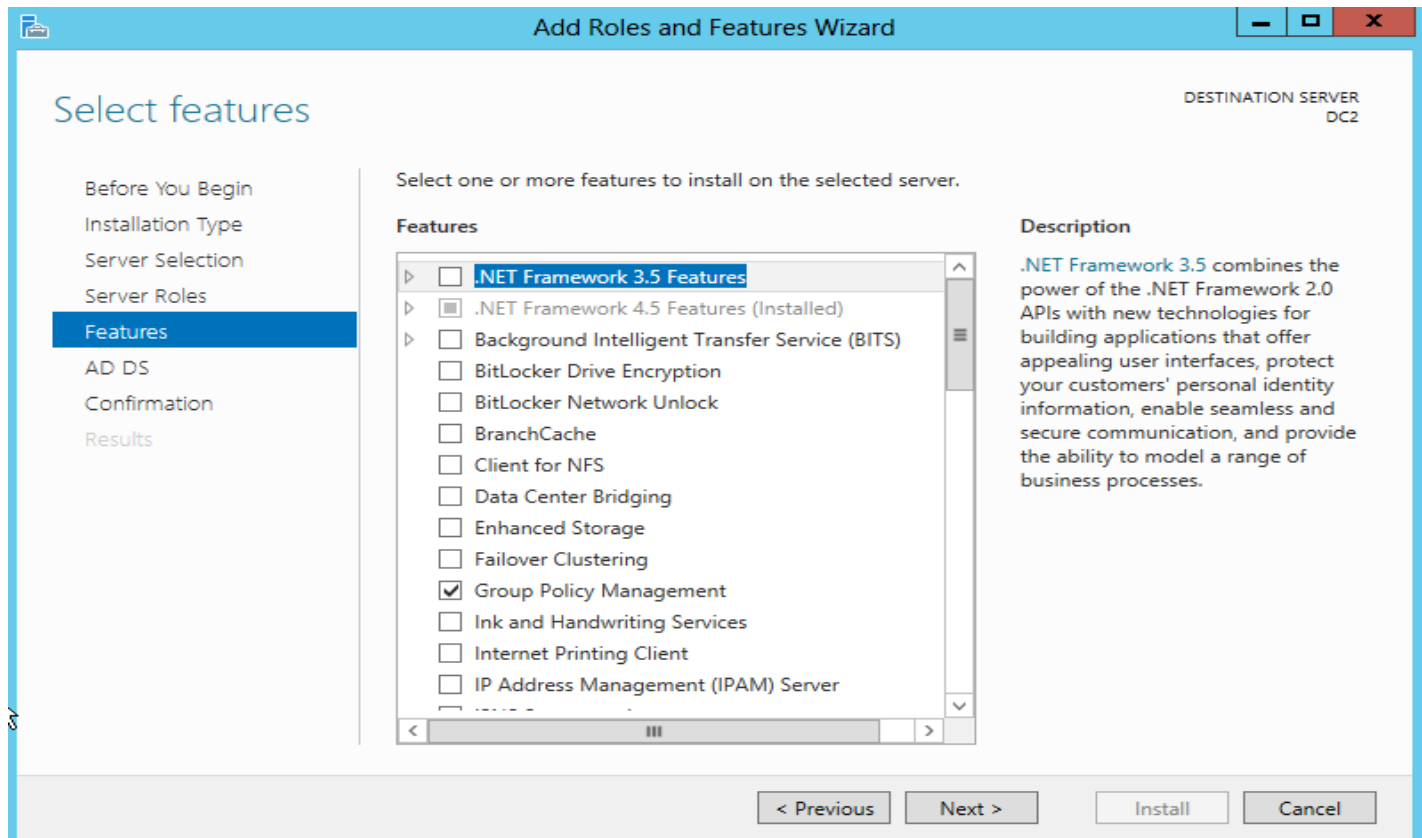 Add Roles and Features Wizard
Select features
DESTINATION SERVER
DC2
Before You Begin
Installation Type
Server Selection
Server Roles
Features
AD DS
Confirmation
Results
Select one or more features to install on the selected server.
Features
.NET Framework 3.5 Features
.NET Framework 4.5 Features (Installed)
Background Intelligent Transfer Service (BITS)
BitLocker Drive Encryption
BitLocker Network Unlock
BranchCache
Client for NFS
Data Center Bridging
Enhanced Storage
Failover Clustering
Group Policy Management
Ink and Handwriting Services
Internet Printing Client
IP Address Management (IPAM) Server
Description
.NET Framework 3.5 combines the
power of the .NET Framework 2.0
APIs with new technologies for
building applications that offer
appealing user interfaces, protect
your customers' personal identity
information, enable seamless and
secure communication, and provide
the ability to model a range of
business processes.
< Previous
Next >
Install
Cancel